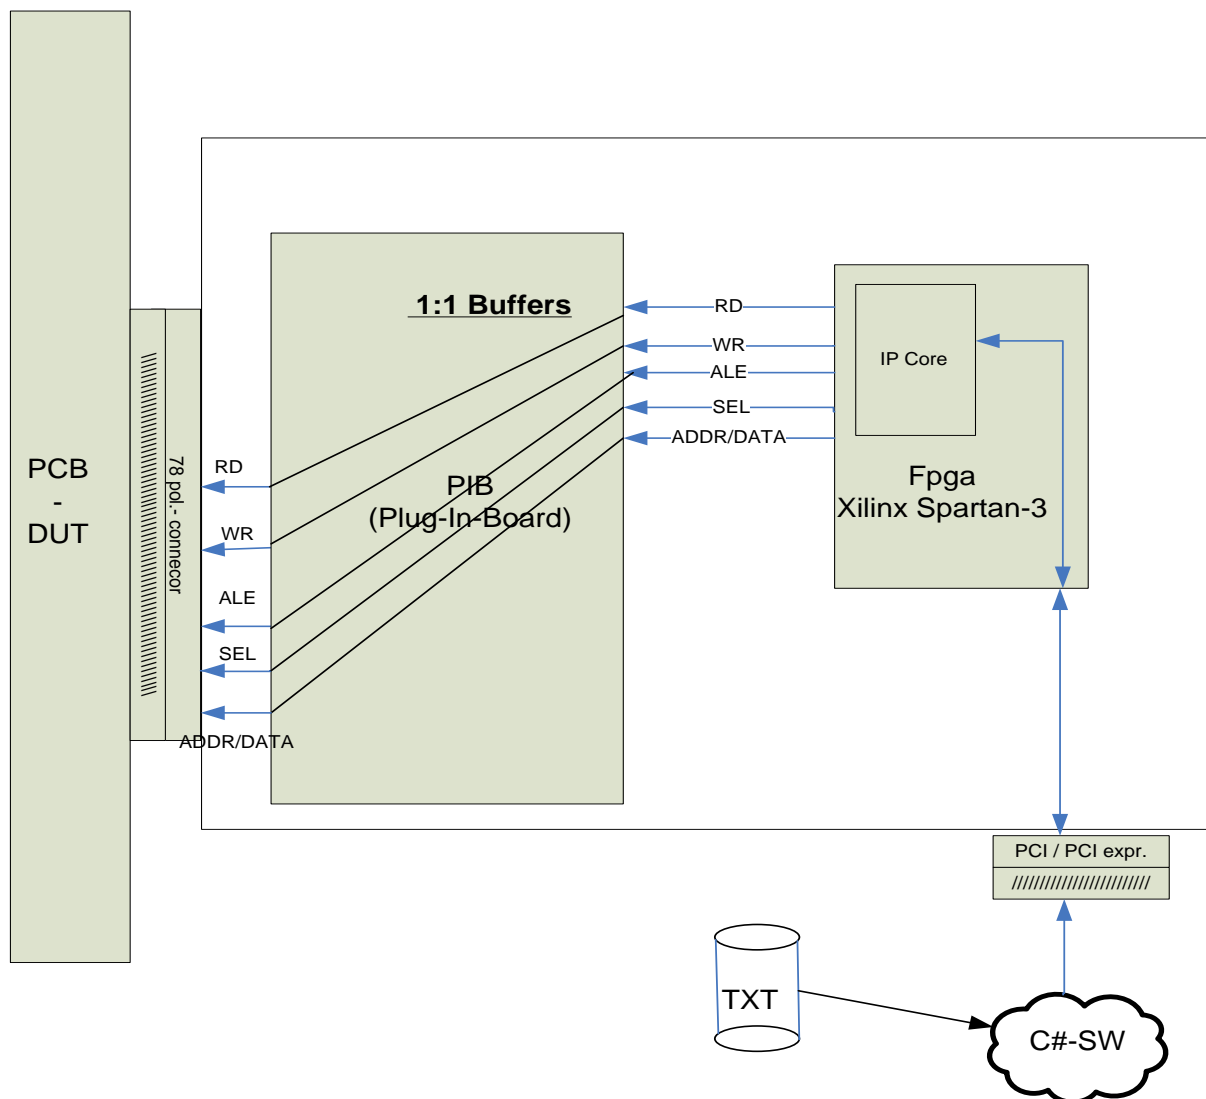 1:1 Buffers
RD
WR
ALE
SEL
ADDR/DATA
IP Core
Fpga
Xilinx Spartan-3
PCB
-
DUT
78 pol.- connecor
RD
WR
ALE
SEL
ADDR/DATA
PIB
(Plug-In-Board)
PCI / PCI expr.
TXT
C#-SW